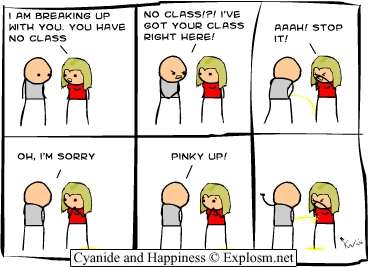 I AM BREAKING UP
WITH YOU. YOU HAVE
NO CLASS
NO CLASS!?! I'VE
GOT YOUR CLASS
RIGHT HERE!
AAAH! STOP
IT!
OH, I'M SORRY
PINKY UP!
Cyanide and Happiness © Explosm.net